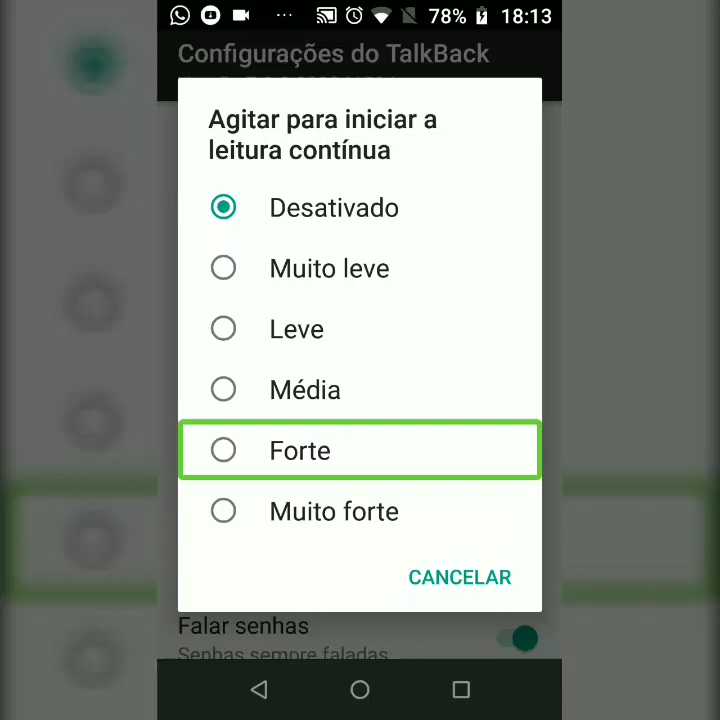 78% 18:13
Configurações do TalkBack
Agitar para iniciar a
leitura contínua
Desativado
Muito leve
Leve
Média
Forte
Muito forte
CANCELAR
Falar senhas
Senhas sempre faladas